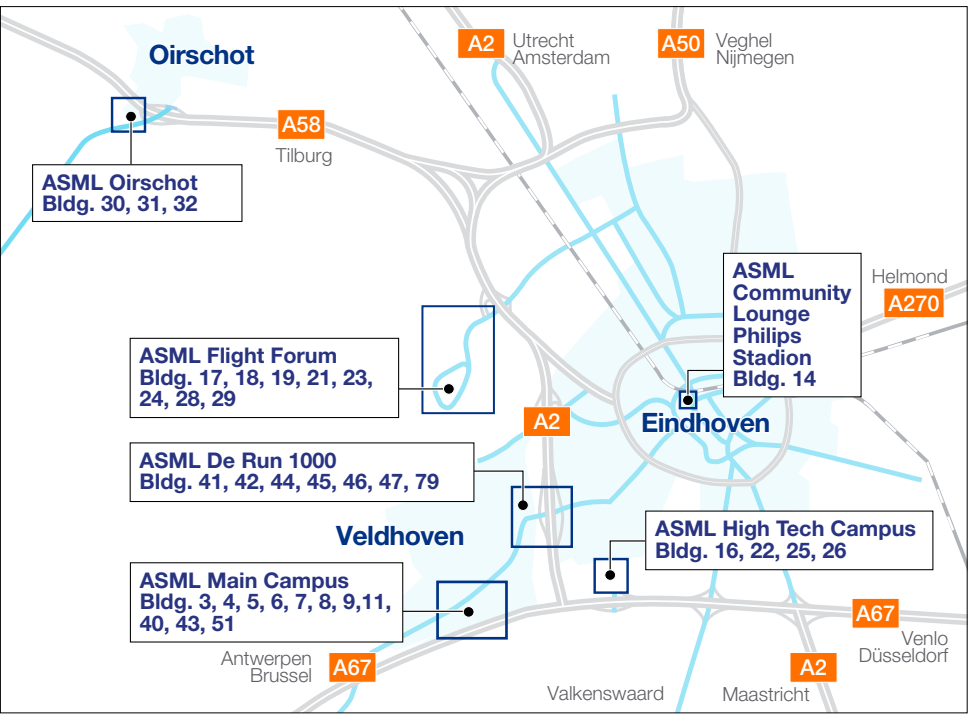 Oirschot
A2
Utrecht
Amsterdam
A50
Veghel
Nijmegen
A58
Tilburg
ASML Oirschot
Bldg. 30, 31, 32
ASML
Community
Lounge
Philips
Stadion
Bldg. 14
Helmond
A270
ASML Flight Forum
Bldg. 17, 18, 19, 21, 23,
24, 28, 29
A2
Eindhoven
ASML De Run 1000
Bldg. 41, 42, 44, 45, 46, 47, 79
Veldhoven
ASML High Tech Campus
Bldg. 16, 22, 25, 26
ASML Main Campus
Bldg. 3, 4, 5, 6, 7, 8, 9,11,
40, 43, 51
A67
Venlo
Düsseldorf
Antwerpen
Brussel
A67
A2
Valkenswaard
Maastricht